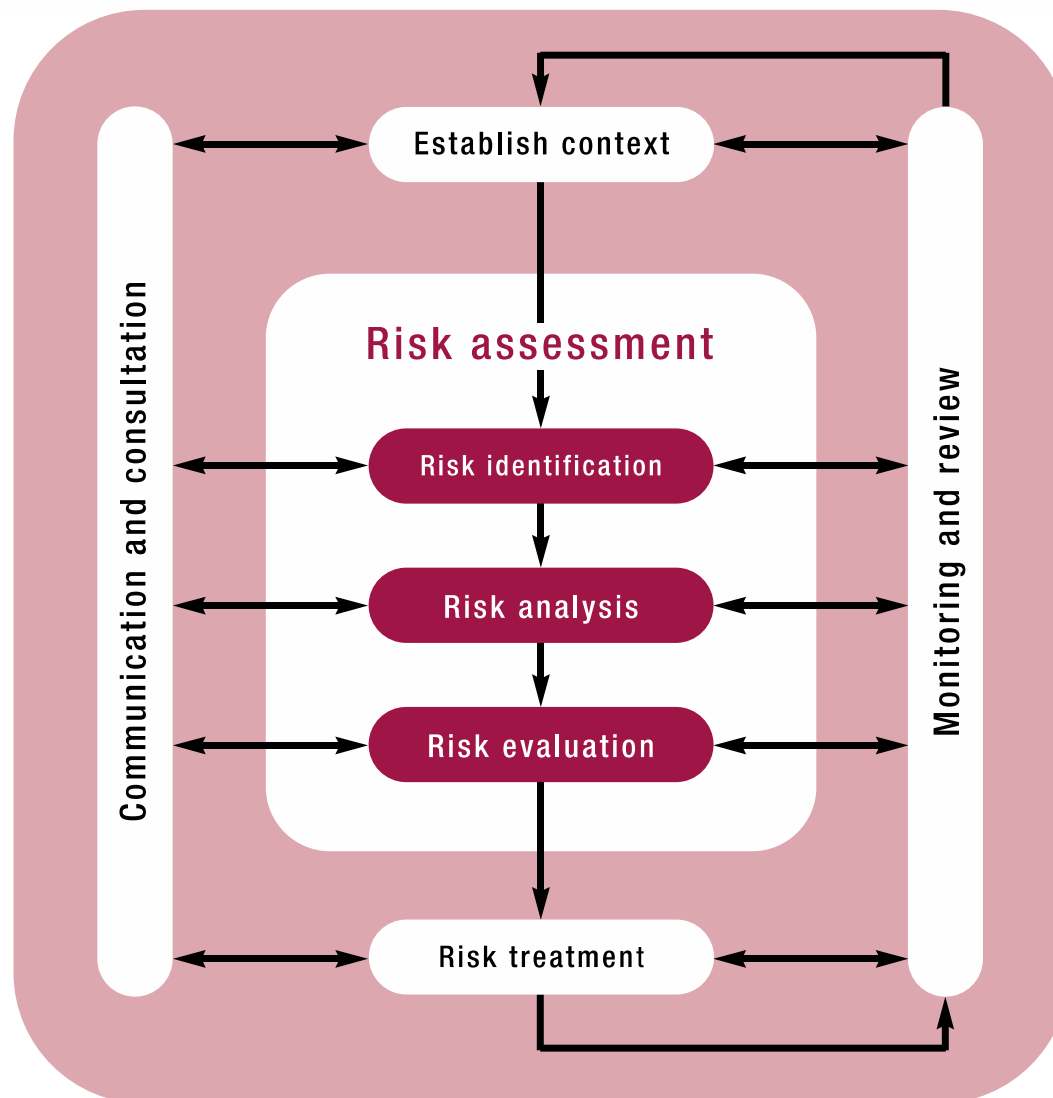 Establish context
Communication and consultation
Risk assessment
Risk identification
Risk analysis
Risk evaluation
Risk treatment
Monitoring and review